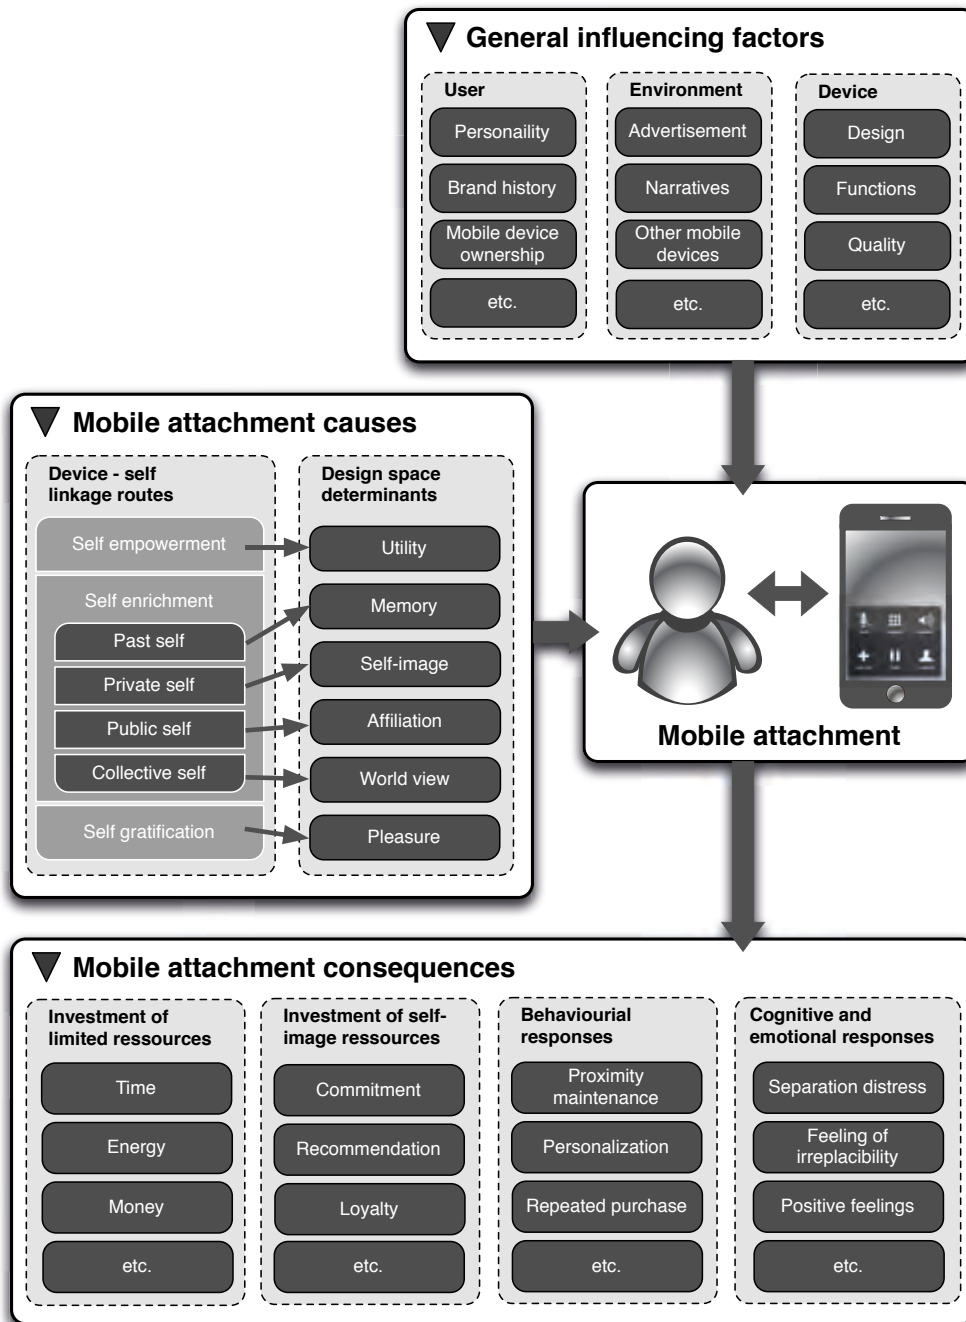 General influencing factors
User
Personaility
Brand history
Mobile device
ownership
etc.
Environment
Advertisement
Narratives
Other mobile
devices
etc.
Device
Design
Functions
Quality
etc.
Mobile attachment causes
Device - self
linkage routes
Self empowerment
Self enrichment
Past self
Private self
Public self
Collective self
Self gratification
Design space
determinants
Utility
Memory
Self-image
Affiliation
World view
Pleasure
Mobile attachment
Mobile attachment consequences
Investment of
limited ressources
Time
Energy
Money
etc.
Investment of self-
image ressources
Commitment
Recommendation
Loyalty
etc.
Behaviourial
responses
Proximity
maintenance
Personalization
Repeated purchase
etc.
Cognitive and
emotional responses
Separation distress
Feeling of
irreplacibility
Positive feelings
etc.